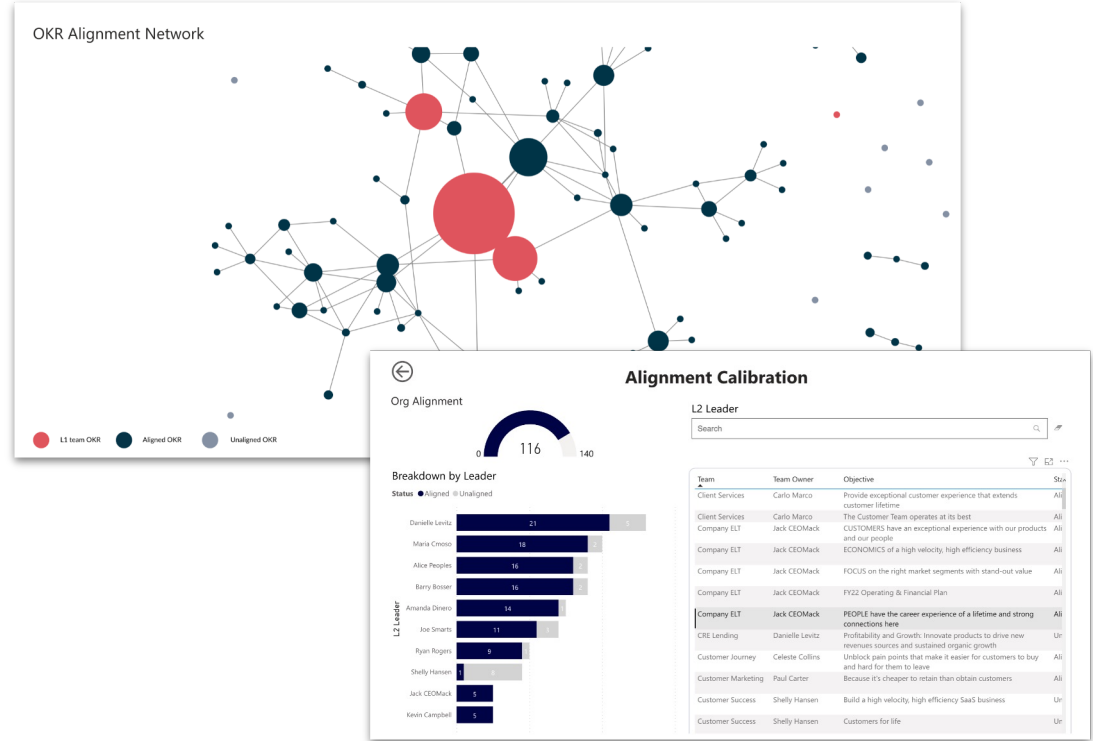 OKR Alignment Network
L1 team OKR
Aligned OKR
Unaligned OKR
Alignment Calibration
Org Alignment
116
0
140
L2 Leader
Search
Breakdown by Leader
Status Aligned Unaligned
L2 Leader
Danielle Levitz 21
Maria Cmoso 18 2
Alice Peoples 16 2
Barry Bosser 16 2
Amanda Dinero 14
Joe Smarts 11
Ryan Rogers 9
Shelly Hansen 1
Jack CEOMack 5
Kevin Campbell 5
Team Team Owner Objective
Client Services Carlo Marco Provide exceptional customer experience that extends
customer lifetime
Client Services Carlo Marco The Customer Team operates at its best
Company ELT Jack CEOMack CUSTOMERS have an exceptional experience with our products
and our people
Company ELT Jack CEOMack ECONOMICS of a high velocity, high efficiency business
Company ELT Jack CEOMack FOCUS on the right market segments with stand-out value
Company ELT Jack CEOMack FY22 Operating & Financial Plan
Company ELT Jack CEOMack PEOPLE have the career experience of a lifetime and strong
connections here
CRE Lending Danielle Levitz Profitability and Growth: Innovate products to drive new
revenues sources and sustained organic growth
Customer Journey Celeste Collins Unblock pain points that make it easier for customers to buy
and hard for them to leave
Customer Marketing Paul Carter Because it's cheaper to retain than obtain customers
Customer Success Shelly Hansen Build a high velocity, high efficiency SaaS business
Customer Success Shelly Hansen Customers for life